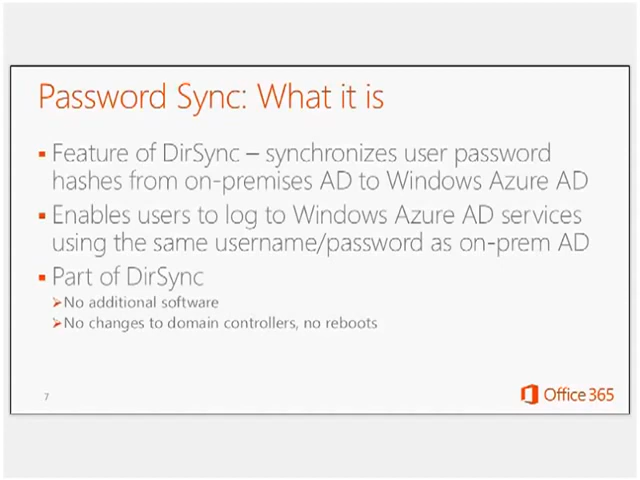 Password Sync: What it is
▪ Feature of DirSync – synchronizes user password
hashes from on-premises AD to Windows Azure AD
▪ Enables users to log to Windows Azure AD services
using the same username/password as on-prem AD
▪ Part of DirSync
➢No additional software
➢No changes to domain controllers, no reboots
7
Office 365